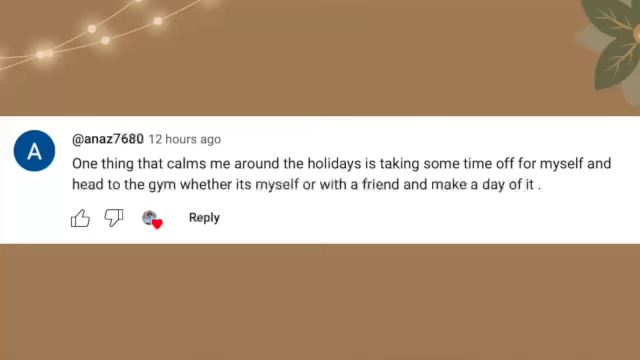 A
@anaz7680 12 hours ago
One thing that calms me around the holidays is taking some time off for myself and
head to the gym whether its myself or with a friend and make a day of it .
Reply